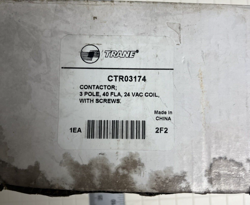 TRANE®
CTR03174
CONTACTOR;
3 POLE, 40 FLA, 24 VAC COIL,
WITH SCREWS.
Made in
CHINA
1EA
2F2